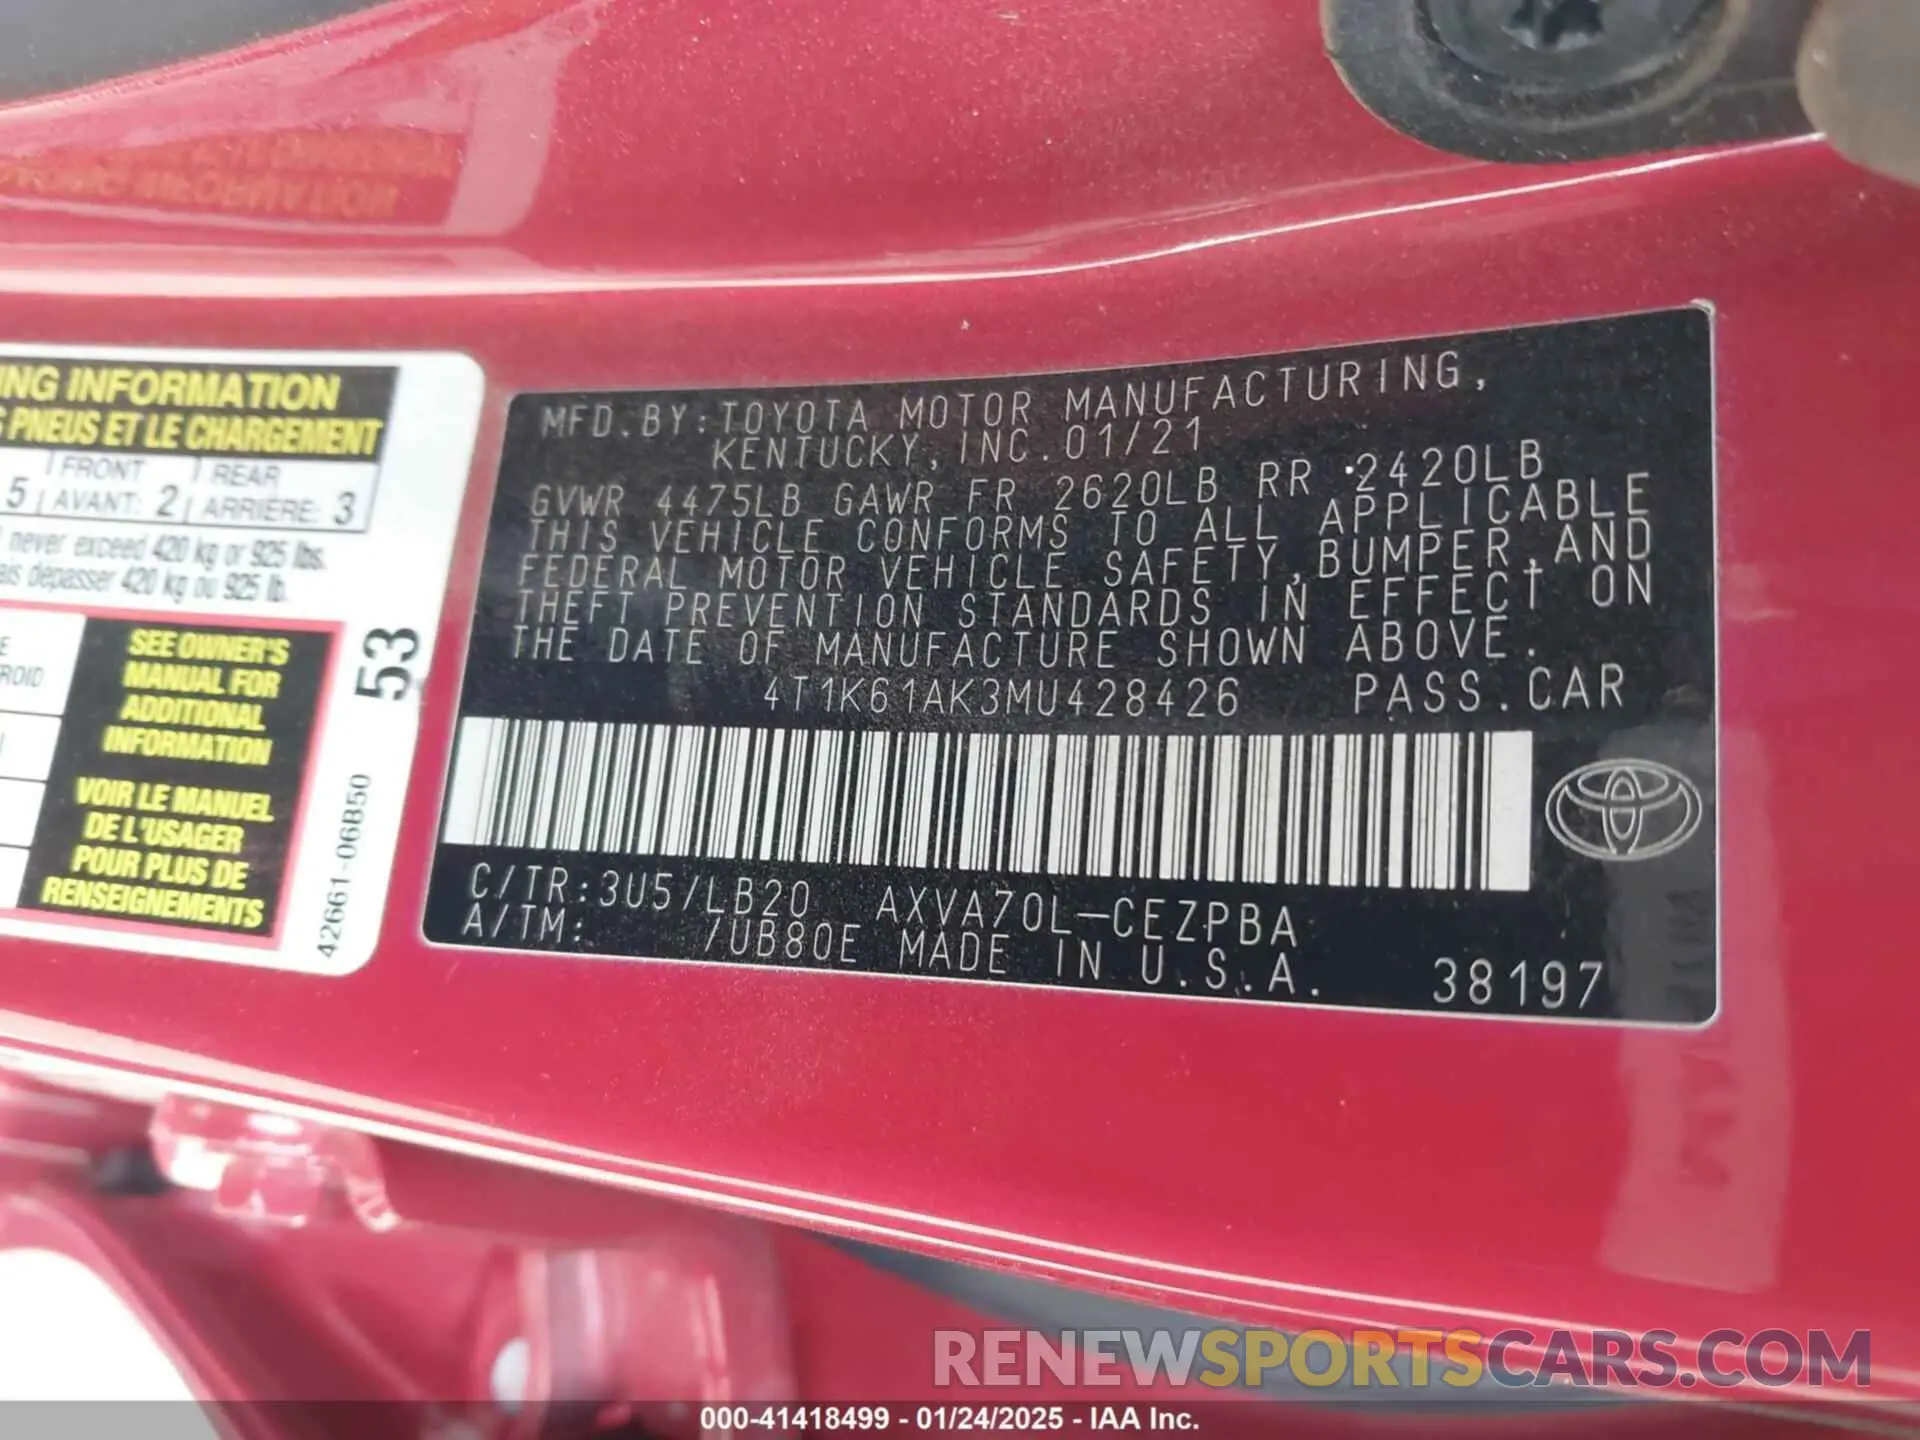 ING INFORMATION
S PNEUS ET LE CHARGEMENT
5 FRONT AVANT: 2 REAR ARRIÈRE: 3
never exceed 420 kg or 925 lbs.
ais dépasser 420 kg ou 925 lb.
E
ROID
SEE OWNER'S
MANUAL FOR
ADDITIONAL
INFORMATION
VOIR LE MANUEL
DE L'USAGER
POUR PLUS DE
RENSEIGNEMENTS
53
42661-06B50
MFD.BY:TOYOTA MOTOR MANUFACTURING,
KENTUCKY, INC. 01/21
GVWR 4475LB GAWR FR 2620LB RR 2420LB
THIS VEHICLE CONFORMS TO ALL APPLICABLE
FEDERAL MOTOR VEHICLE SAFETY,BUMPER,AND
THEFT PREVENTION STANDARDS IN EFFECT ON
THE DATE OF MANUFACTURE SHOWN ABOVE.
4T1K61AK3MU428426 PASS.CAR
C/TR:3U5/LB20 AXVA70L-CEZPBA
A/TM: /UB80E MADE IN U.S.A. 38197
RENEWSPORTSCARS.COM
000-41418499 - 01/24/2025 - IAA Inc.